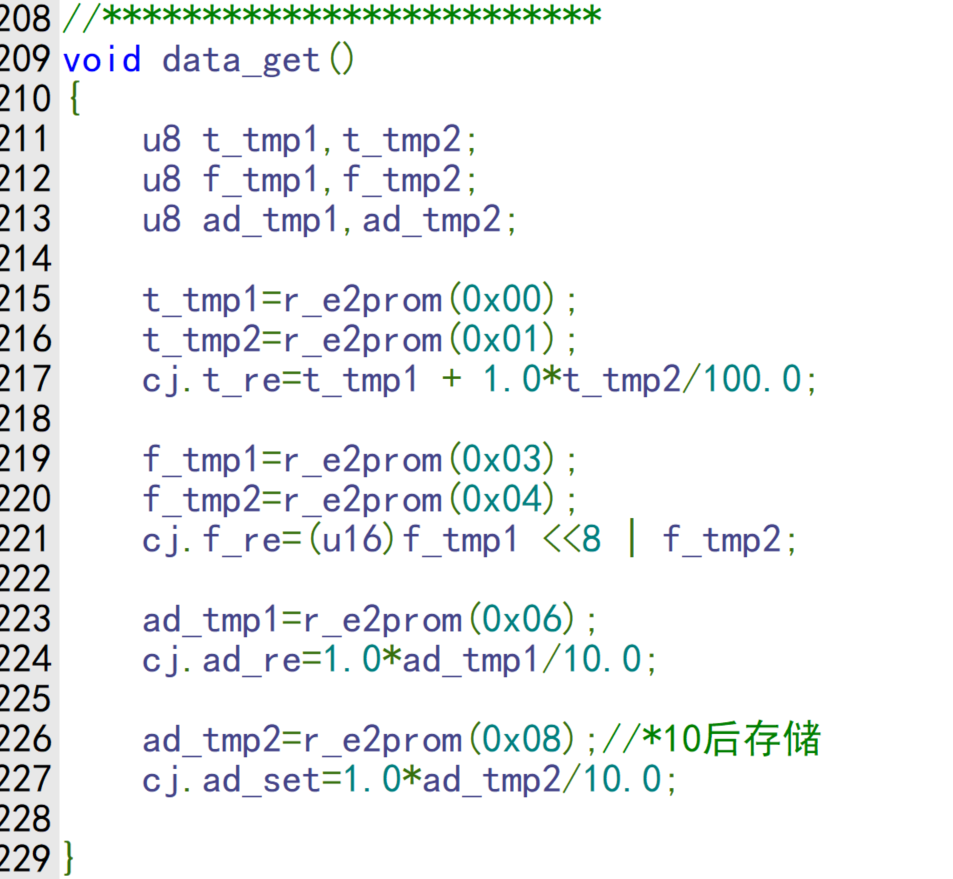 208 //*************************
209 void data_get()
210 {
211 u8 t_tmp1,t_tmp2;
212 u8 f_tmp1,f_tmp2;
213 u8 ad_tmp1,ad_tmp2;
214
215 t_tmp1=r_e2prom(0x00);
216 t_tmp2=r_e2prom(0x01);
217 cj.t_re=t_tmp1 + 1.0*t_tmp2/100.0;
218
219 f_tmp1=r_e2prom(0x03);
220 f_tmp2=r_e2prom(0x04);
221 cj.f_re=(u16)f_tmp1 <<8 | f_tmp2;
222
223 ad_tmp1=r_e2prom(0x06);
224 cj.ad_re=1.0*ad_tmp1/10.0;
225
226 ad_tmp2=r_e2prom(0x08);//*10后存储
227 cj.ad_set=1.0*ad_tmp2/10.0;
228
229 }